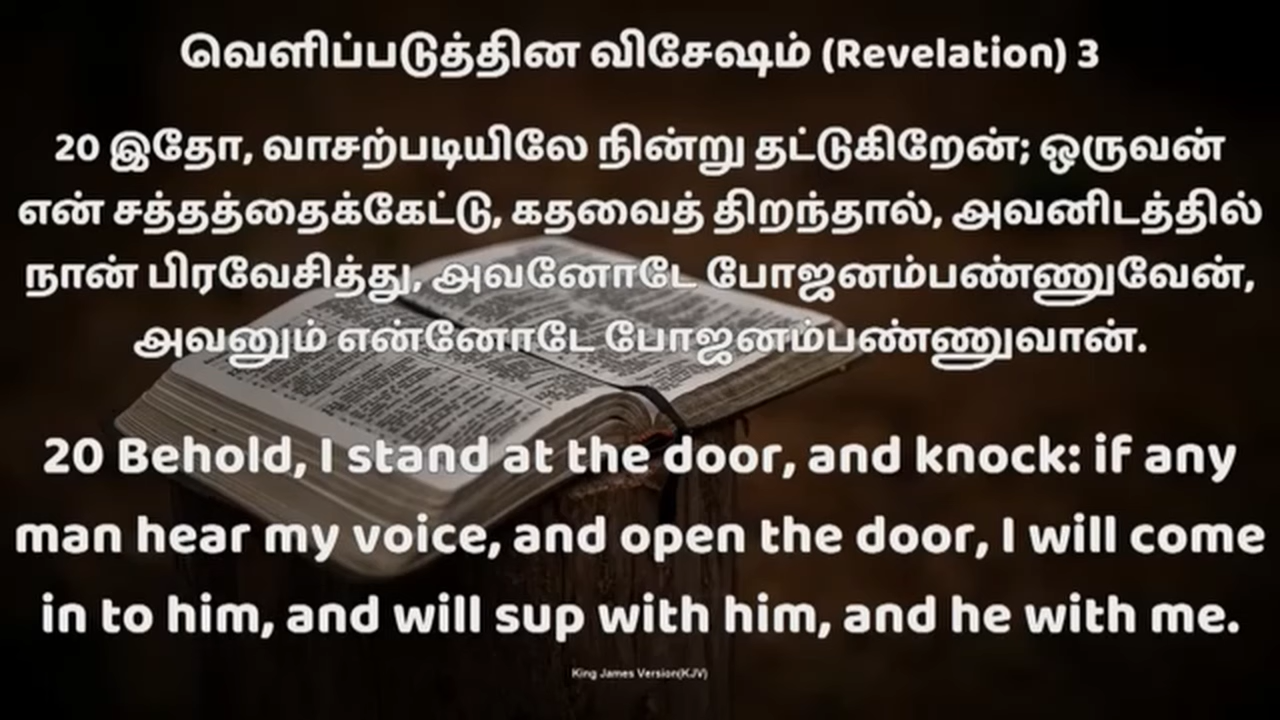 வெளிப்படுத்தின விசேஷம் (Revelation) 3
20 இதோ, வாசற்படியிலே நின்று தட்டுகிறேன்; ஒருவன்
என் சத்தத்தைக்கேட்டு, கதவைத் திறந்தால், அவனிடத்தில்
நான் பிரவேசித்து, அவனோடே போஜனம்பண்ணுவேன்,
அவனும் என்னோடே போஜனம்பண்ணுவான்.
20 Behold, I stand at the door, and knock: if any
man hear my voice, and open the door, I will come
in to him, and will sup with him, and he with me.
King James Version(KJV)